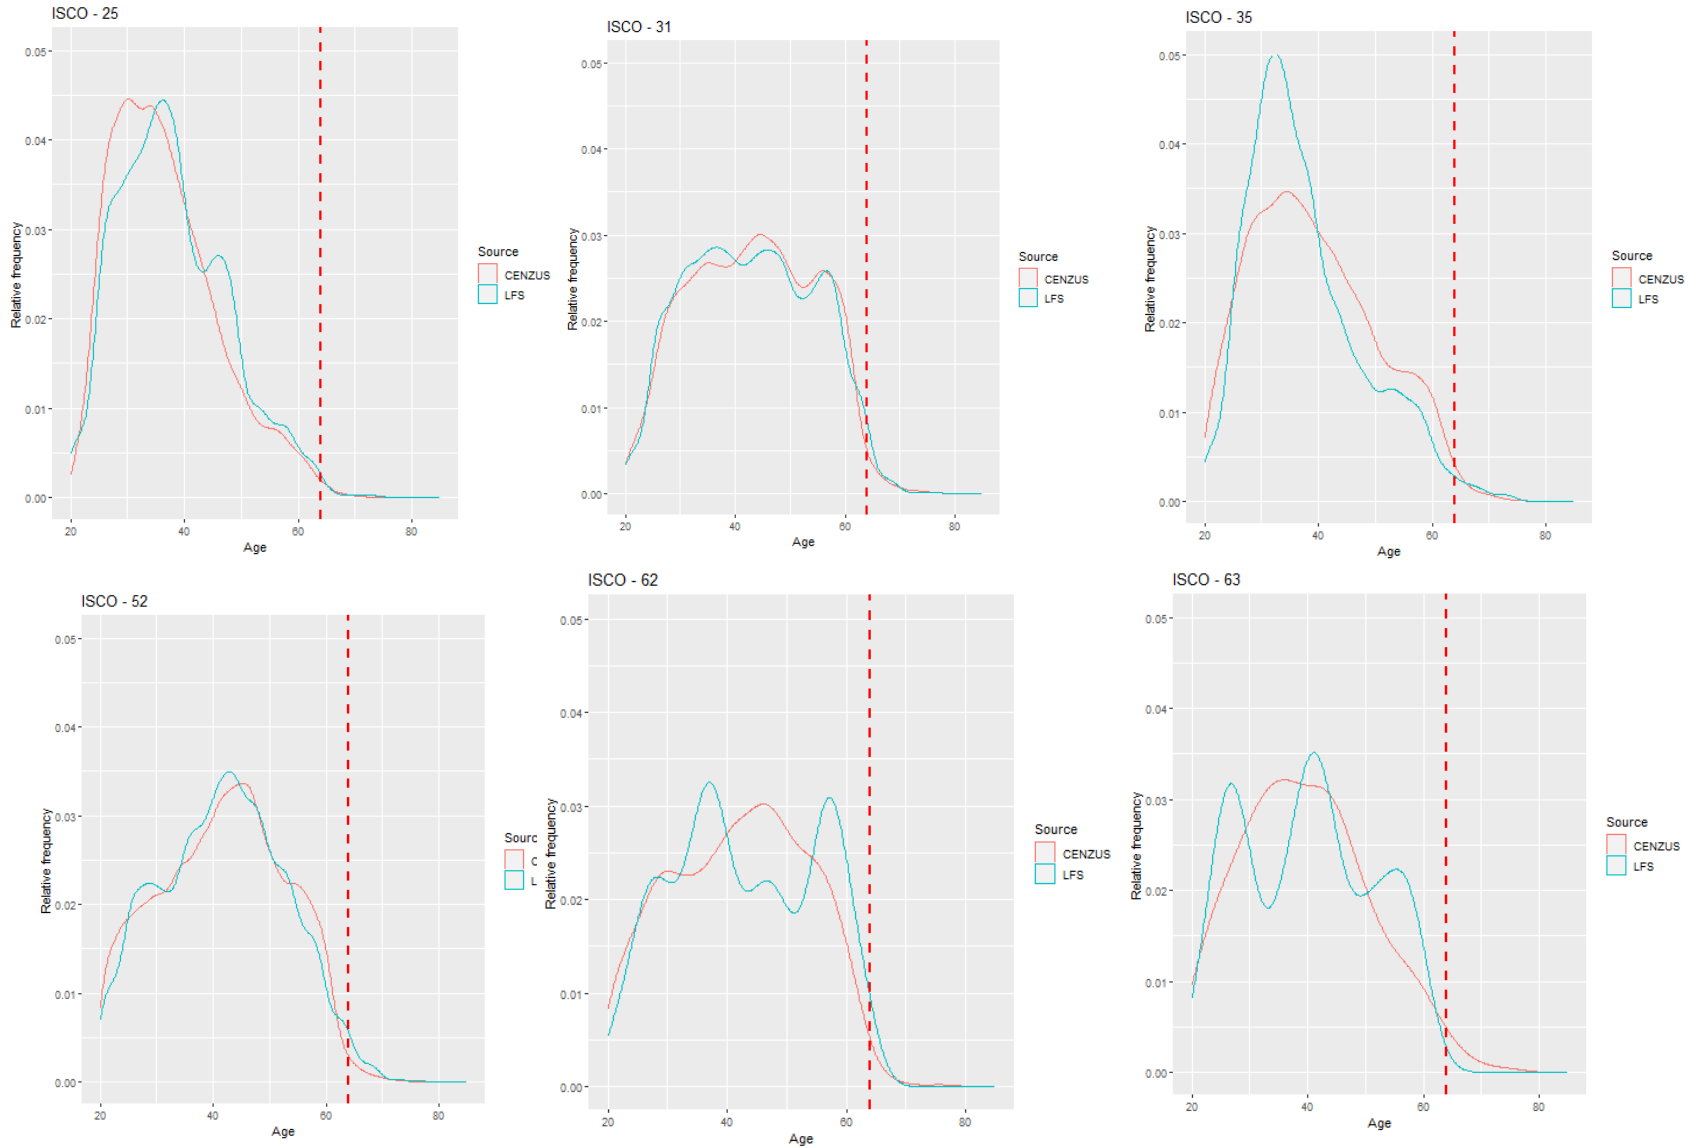 ISCO - 25
0.05
0.04
0.03
0.02
0.01
0.00
Relative frequency
20
40
60
80
Age
Source
CENZUS
LFS
ISCO - 31
0.05
0.04
0.03
0.02
0.01
0.00
Relative frequency
20
40
60
80
Age
Source
CENZUS
LFS
ISCO - 35
0.05
0.04
0.03
0.02
0.01
0.00
Relative frequency
20
40
60
80
Age
Source
CENZUS
LFS
ISCO - 52
0.05
0.04
0.03
0.02
0.01
0.00
Relative frequency
20
40
60
80
Age
Sourc
C
L
ISCO - 62
0.05
0.04
0.03
0.02
0.01
0.00
Relative frequency
20
40
60
80
Age
Source
CENZUS
LFS
ISCO - 63
0.05
0.04
0.03
0.02
0.01
0.00
Relative frequency
20
40
60
80
Age
Source
CENZUS
LFS